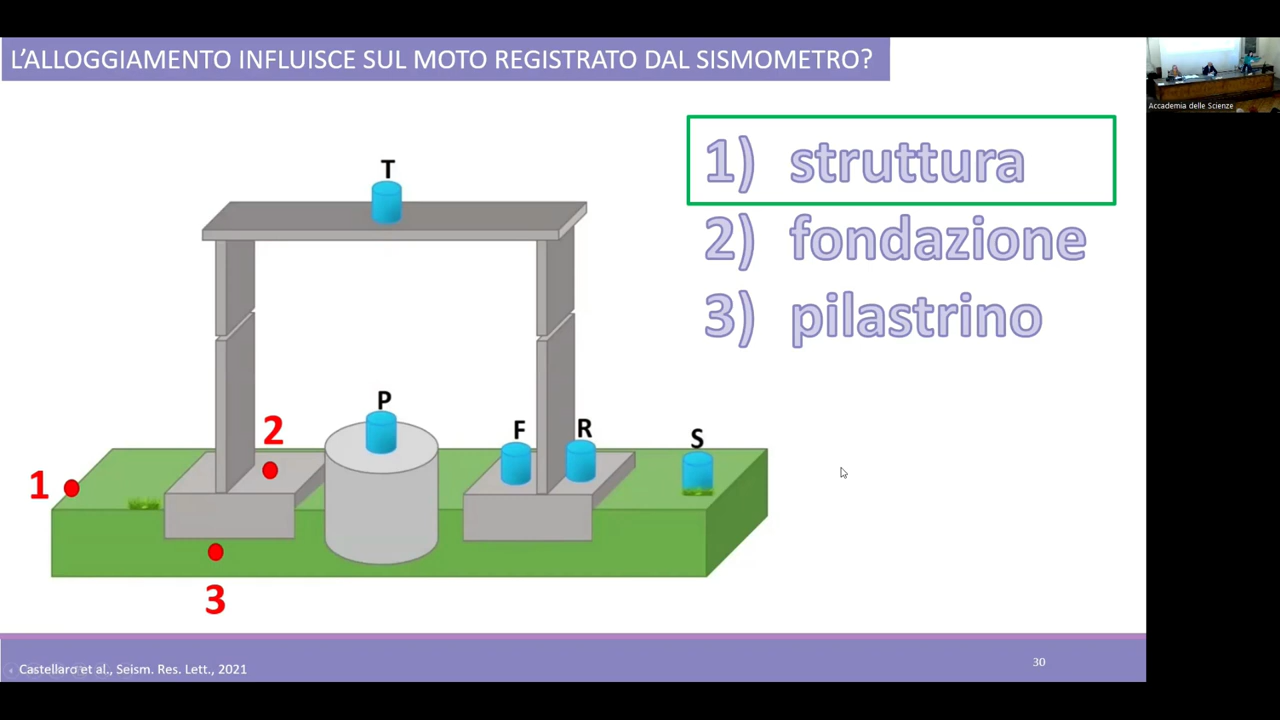 L'ALLOGGIAMENTO INFLUISCE SUL MOTO REGISTRATO DAL SISMOMETRO?
Accademia delle Scienze
1) struttura
2) fondazione
3) pilastrino
T
P
F
R
S
2
1
3
Castellaro et al., Seism. Res. Lett., 2021
30